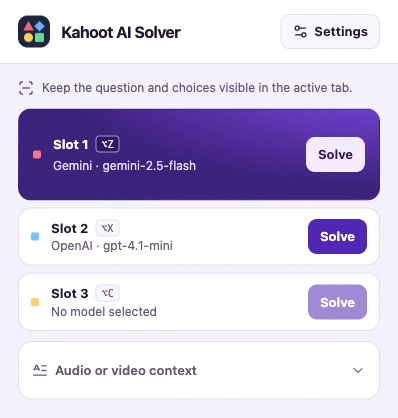 Kahoot AI Solver
Settings
Keep the question and choices visible in the active tab.
Slot 1 ⌥Z
Gemini · gemini-2.5-flash
Solve
Slot 2 ⌥X
OpenAI · gpt-4.1-mini
Solve
Slot 3 ⌥C
No model selected
Solve
Audio or video context